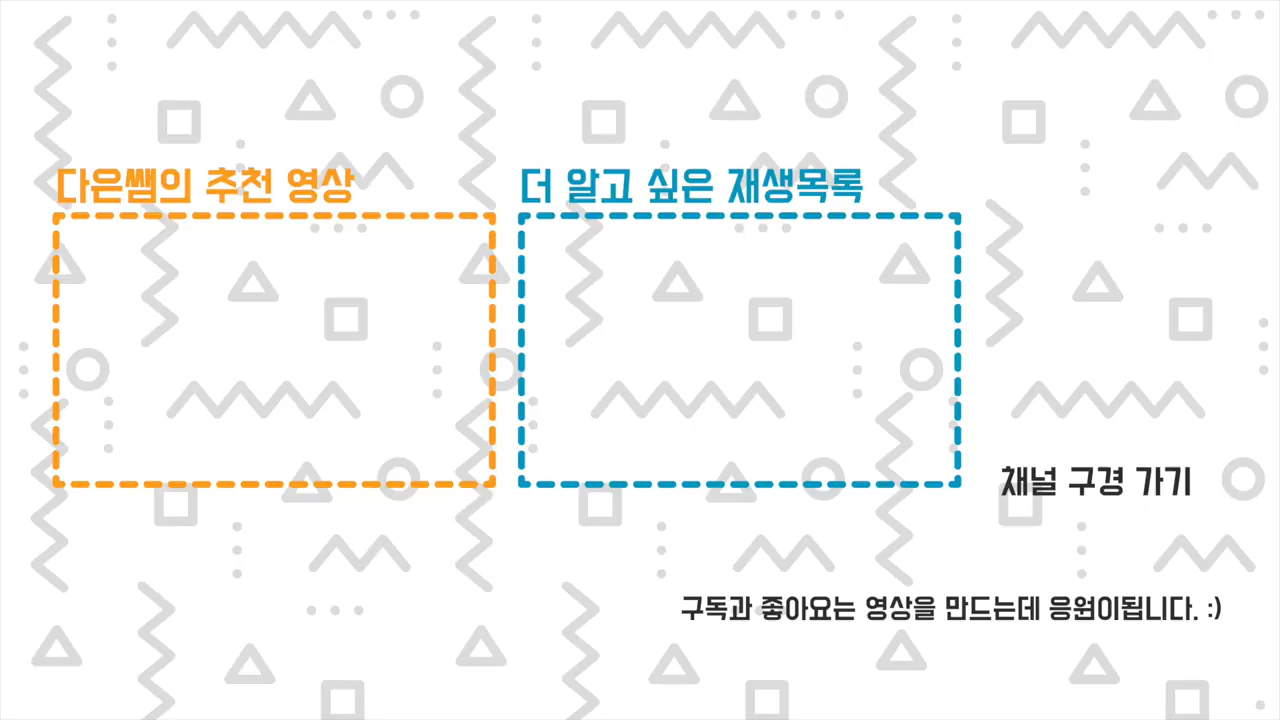 다은쌤의 추천 영상
더 알고 싶은 재생목록
채널 구경 가기
구독과 좋아요는 영상을 만드는데 응원이됩니다. :)